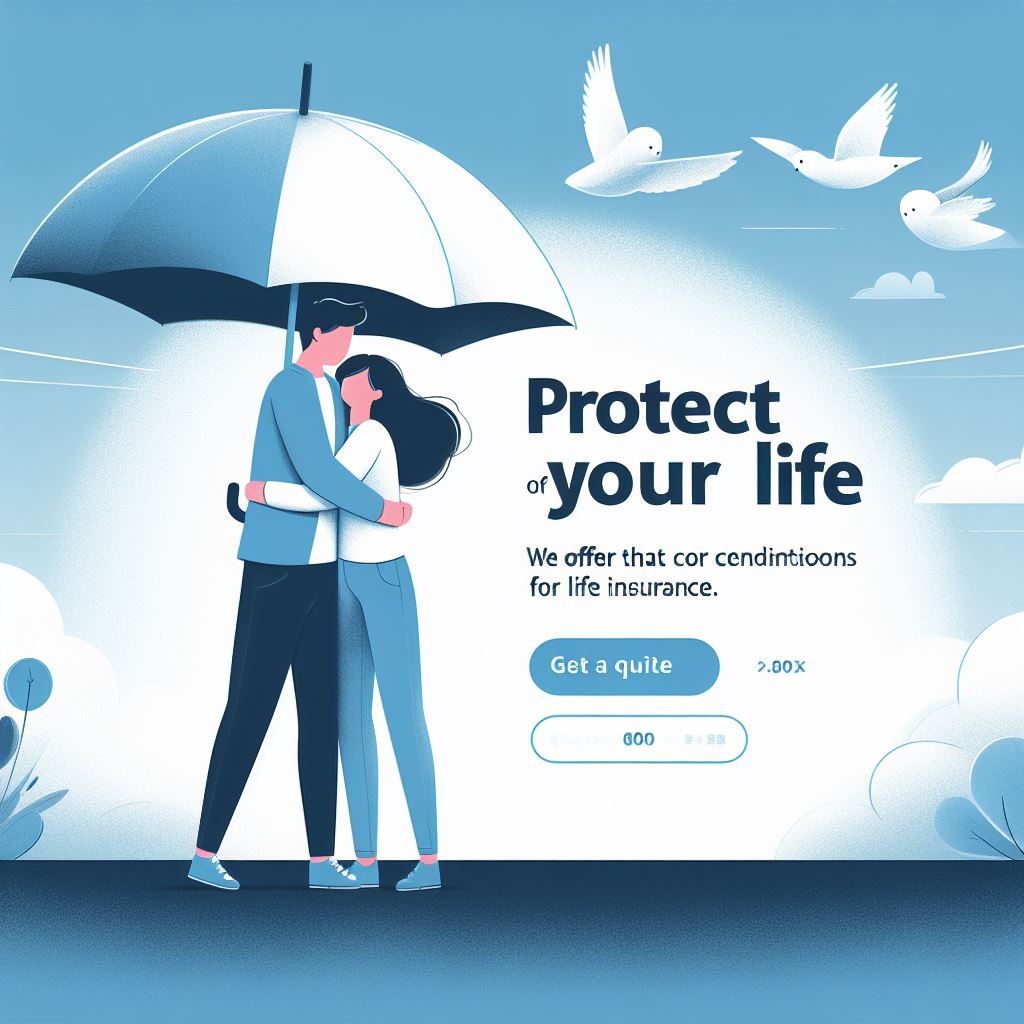 Protect
of your life
We offer that cor cendintioons
for life insurance.
Get a quite
2.80X
600